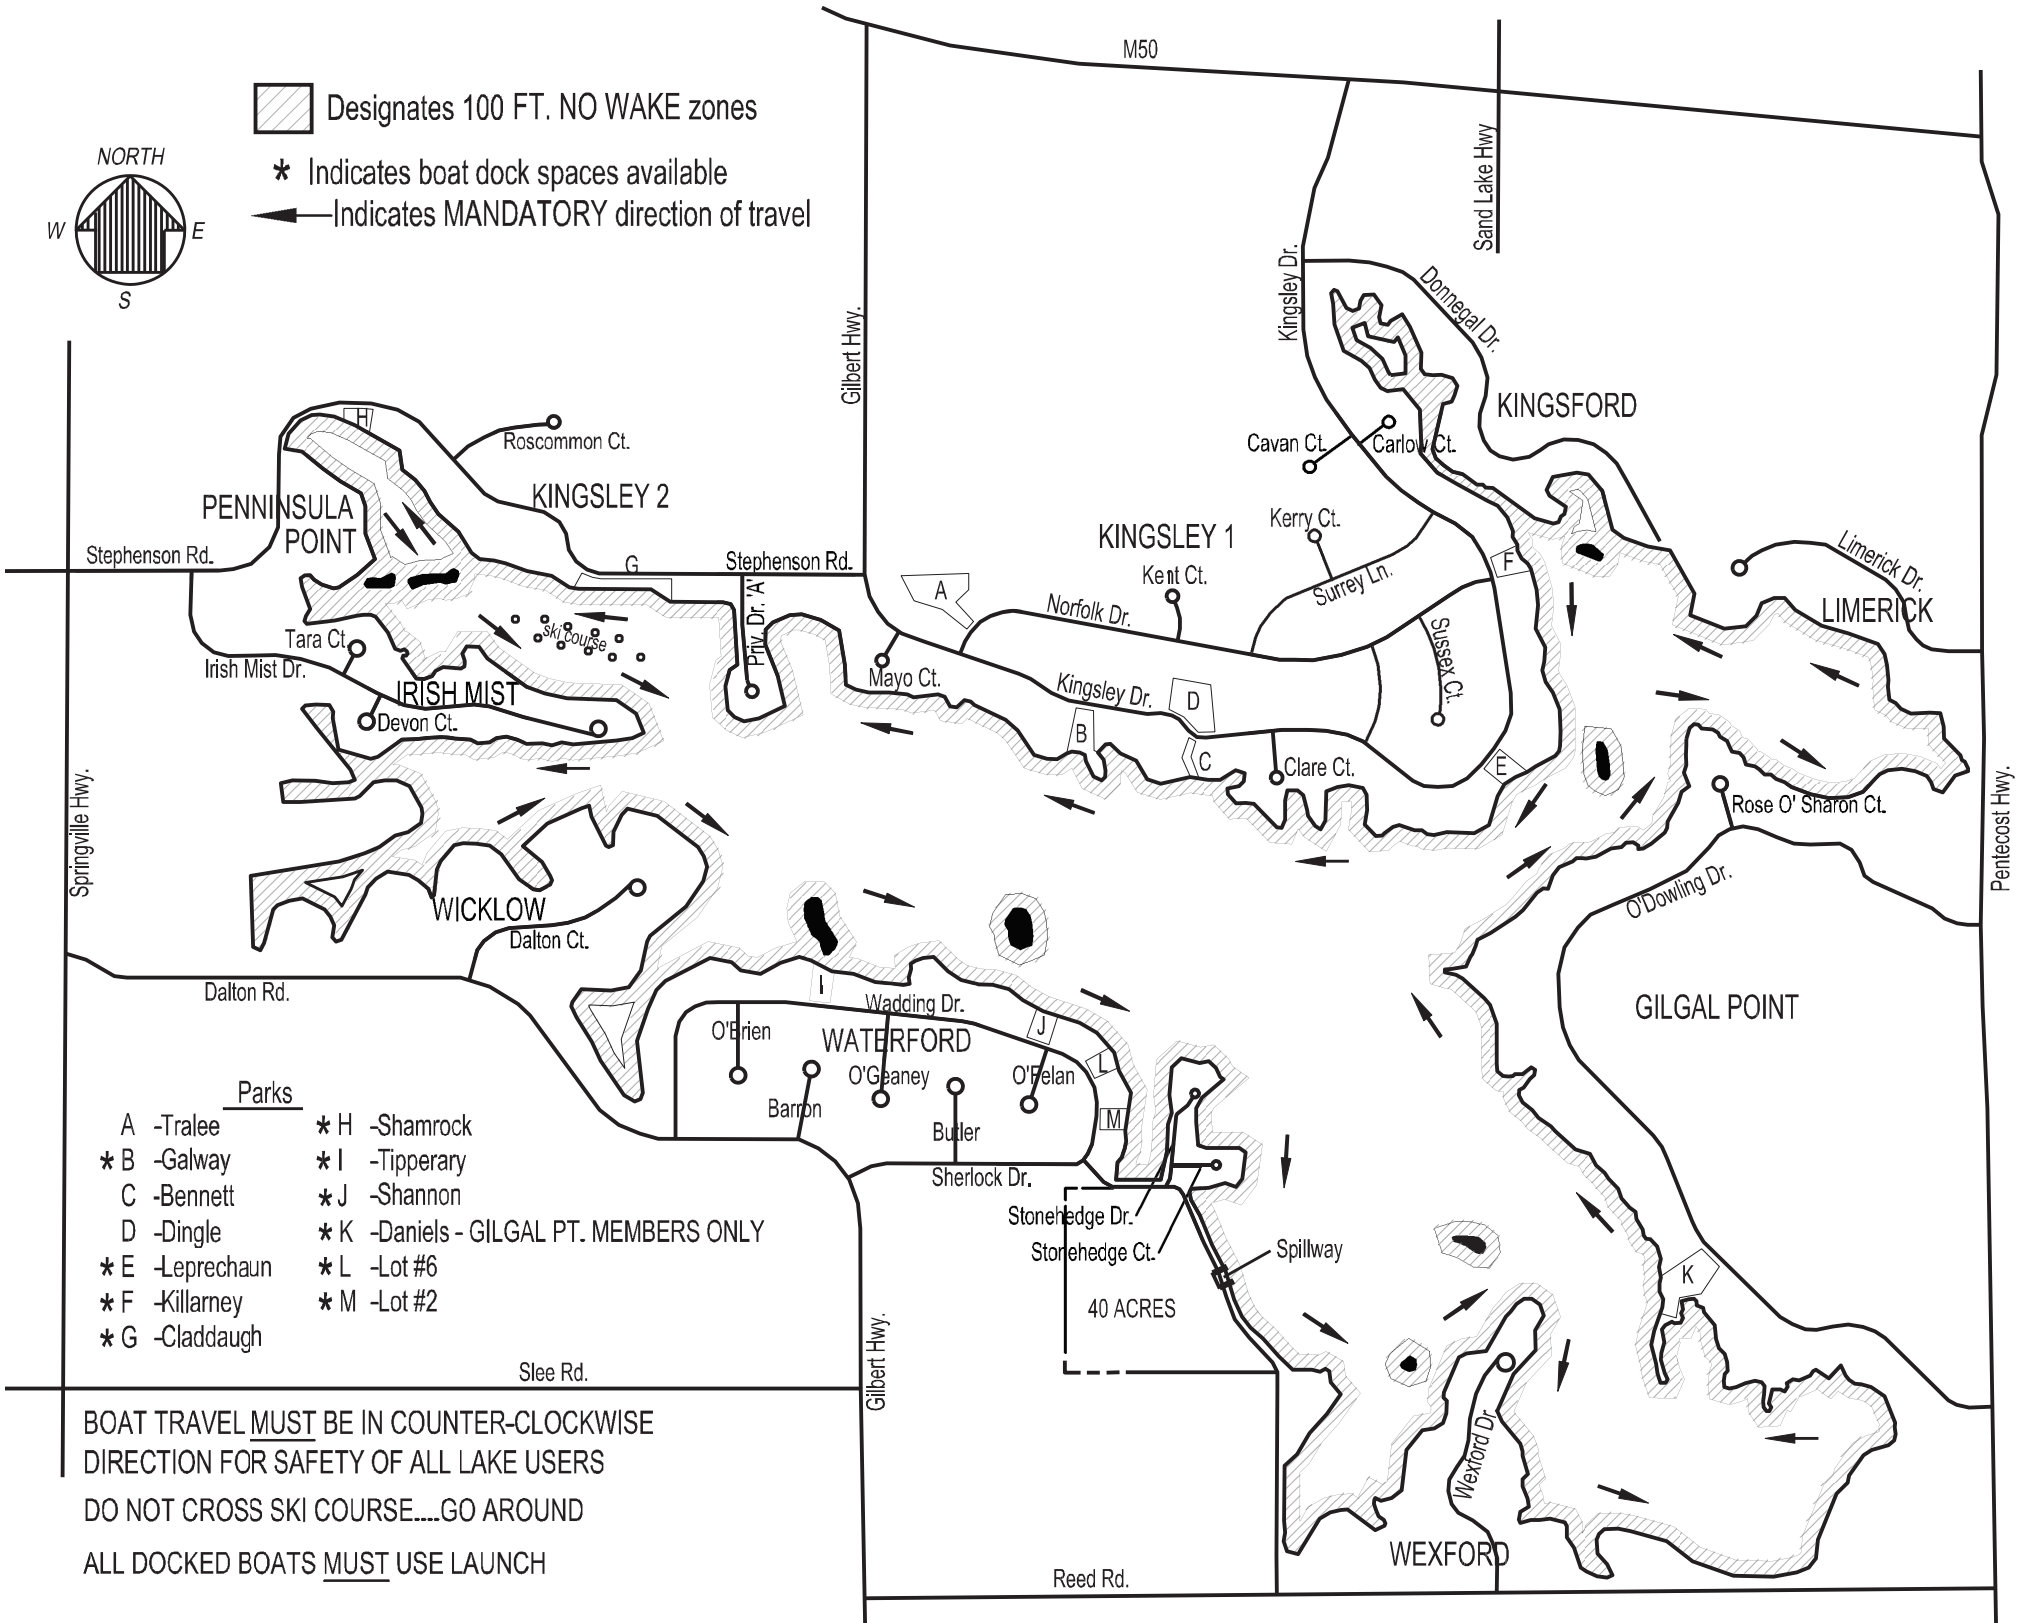 M50
Designates 100 FT. NO WAKE zones
* Indicates boat dock spaces available
Indicates MANDATORY direction of travel
NORTH
W
E
S
Sand Lake Hwy
Kingsley Dr.
Donnegal Dr.
Gilbert Hwy.
KINGSFORD
H
Roscommon Ct.
Cavan Ct.
Carlow Ct.
KINGSLEY 2
PENNINSULA
POINT
Kerry Ct.
KINGSLEY 1
Stephenson Rd.
G
Stephenson Rd.
F
Limerick Dr.
Kent Ct.
Surrey Ln.
A
Norfolk Dr.
LIMERICK
Priv. Dr. 'A'
ski course
Tara Ct.
Irish Mist Dr.
Sussex Ct.
Mayo Ct.
Kingsley Dr.
D
IRISH MIST
Devon Ct.
B
C
Clare Ct.
E
Rose O' Sharon Ct.
Springville Hwy.
Pentecost Hwy.
O'Dowling Dr.
WICKLOW
Dalton Ct.
Dalton Rd.
I
Wadding Dr.
GILGAL POINT
J
O'Brien
WATERFORD
O'Geaney
O'Felan
L
Barron
Butler
M
Sherlock Dr.
Stonehedge Dr.
Stonehedge Ct.
Spillway
K
40 ACRES
Parks
A -Tralee
* B -Galway
C -Bennett
D -Dingle
* E -Leprechaun
* F -Killarney
* G -Claddaugh
* H -Shamrock
* I -Tipperary
* J -Shannon
* K -Daniels - GILGAL PT. MEMBERS ONLY
* L -Lot #6
* M -Lot #2
Slee Rd.
Gilbert Hwy.
Wexford Dr
WEXFORD
Reed Rd.
BOAT TRAVEL MUST BE IN COUNTER-CLOCKWISE
DIRECTION FOR SAFETY OF ALL LAKE USERS
DO NOT CROSS SKI COURSE....GO AROUND
ALL DOCKED BOATS MUST USE LAUNCH